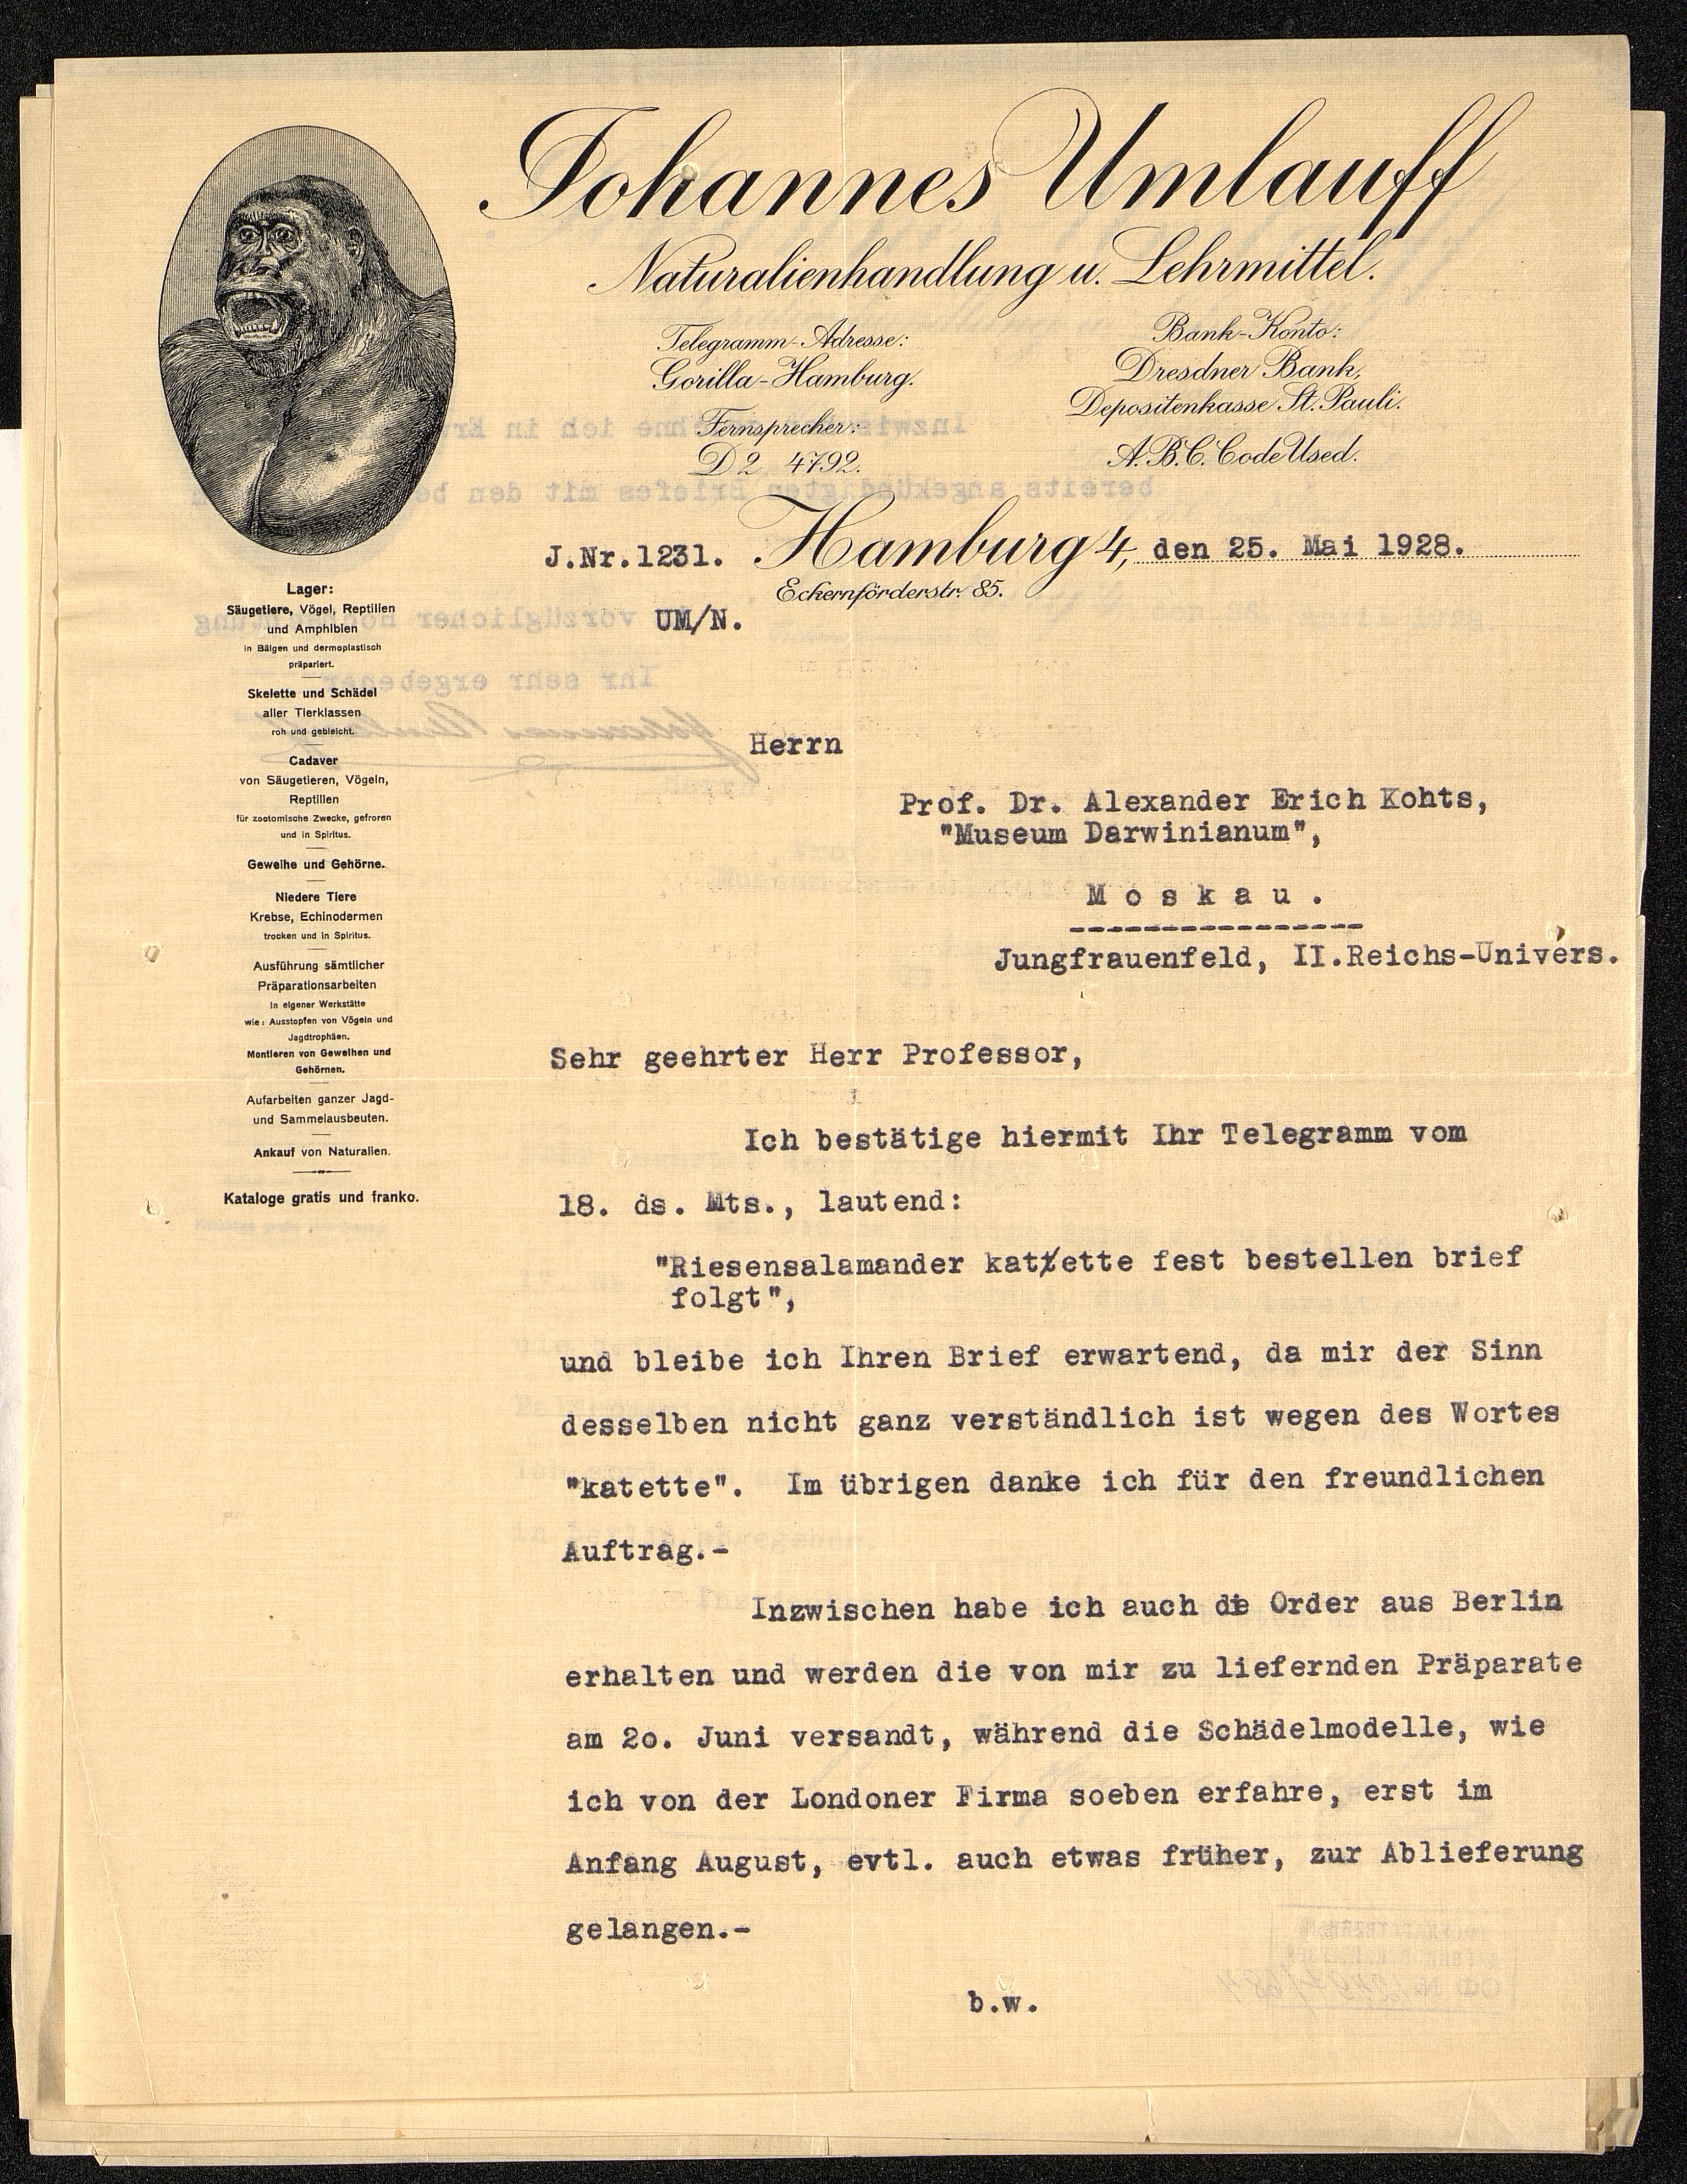 Johannes Umlauff
Naturalienhandlung u. Lehrmittel.
Telegramm-Adresse:
Gorilla-Hamburg.
Fernsprecher:
D 2 4792.
Bank-Konto:
Dresdner Bank,
Depositenkasse St. Pauli.
A.B.C. Code Used.
J.Nr.1231. Hamburg 4, den 25. Mai 1928.
Eckernförderstr. 85.
UM/N.
Lager:
Säugetiere, Vögel, Reptilien
und Amphibien
in Bälgen und dermoplastisch
präpariert.
Skelette und Schädel
aller Tierklassen
roh und gebleicht.
Cadaver
von Säugetieren, Vögeln,
Reptilien
für zootomische Zwecke, gefroren
und in Spiritus.
Geweihe und Gehörne.
Niedere Tiere
Krebse, Echinodermen
trocken und in Spiritus.
Ausführung sämtlicher
Präparationsarbeiten
in eigener Werkstätte
wie: Ausstopfen von Vögeln und
Jagdtrophäen.
Montieren von Geweihen und
Gehörnen.
Aufarbeiten ganzer Jagd-
und Sammelausbeuten.
Ankauf von Naturalien.
Kataloge gratis und franko.
Herrn
Prof. Dr. Alexander Erich Kohts,
"Museum Darwinianum",
M o s k a u .
----------------
Jungfrauenfeld, II.Reichs-Univers.
Sehr geehrter Herr Professor,
Ich bestätige hiermit Ihr Telegramm vom
18. ds. Mts., lautend:
"Riesensalamander katette fest bestellen brief
folgt",
und bleibe ich Ihren Brief erwartend, da mir der Sinn
desselben nicht ganz verständlich ist wegen des Wortes
"katette". Im übrigen danke ich für den freundlichen
Auftrag.-
Inzwischen habe ich auch die Order aus Berlin
erhalten und werden die von mir zu liefernden Präparate
am 2o. Juni versandt, während die Schädelmodelle, wie
ich von der Londoner Firma soeben erfahre, erst im
Anfang August, evtl. auch etwas früher, zur Ablieferung
gelangen.-
b.w.